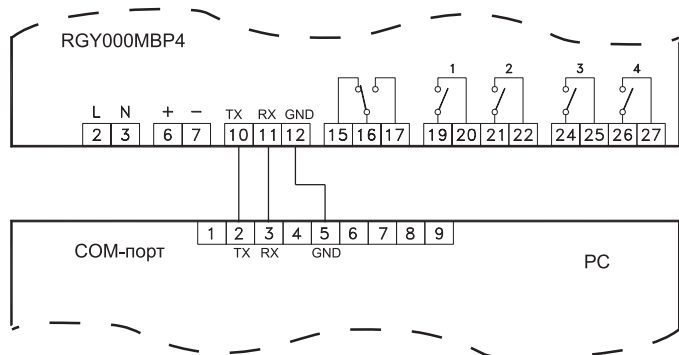 RGY000MBP4
1 2 3 4
L N + − TX RX GND
2 3 6 7 10 11 12 15 16 17 19 20 21 22 24 25 26 27
1 2 3 4 5 6 7 8 9
COM-порт TX RX GND PC